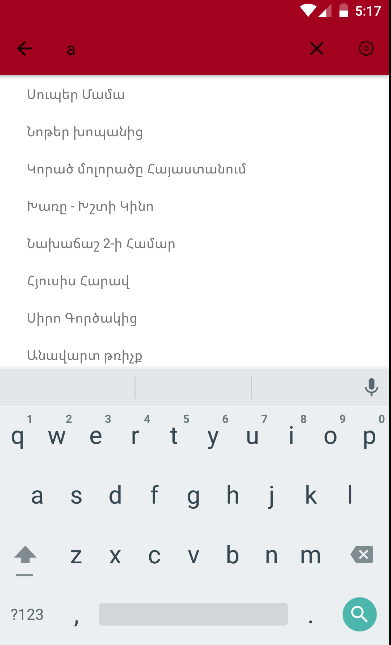 5:17
a
Սուպեր Մամա
Նոթեր խոպանից
Կորած մոլորածը Հայաստանում
Խառը - Խշտի Կինո
Նախաճաշ 2-ի Համար
Հյուսիս Հարավ
Սիրո Գործակից
Անավարտ թռիչք
1 2 3 4 5 6 7 8 9 0
q w e r t y u i o p
a s d f g h j k l
z x c v b n m
?123 , .